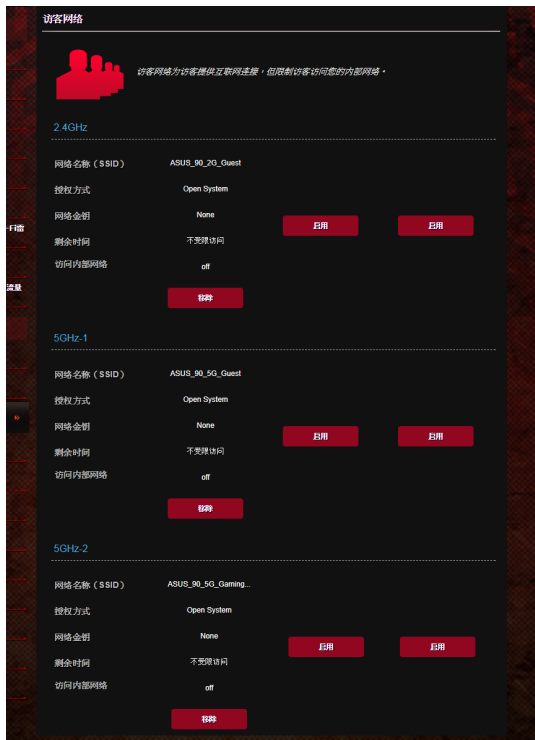 访客网络
访客网络为访客提供互联网连接，但限制访客访问您的内部网络。
2.4GHz
网络名称（SSID） ASUS_90_2G_Guest
授权方式 Open System
网络金钥 None 启用 启用
-Fi雷
剩余时间 不受限访问
访问内部网络 off
流量
移除
5GHz-1
网络名称（SSID） ASUS_90_5G_Guest
授权方式 Open System
网络金钥 None 启用 启用
剩余时间 不受限访问
访问内部网络 off
移除
5GHz-2
网络名称（SSID） ASUS_90_5G_Gaming...
授权方式 Open System
网络金钥 None 启用 启用
剩余时间 不受限访问
访问内部网络 off
移除